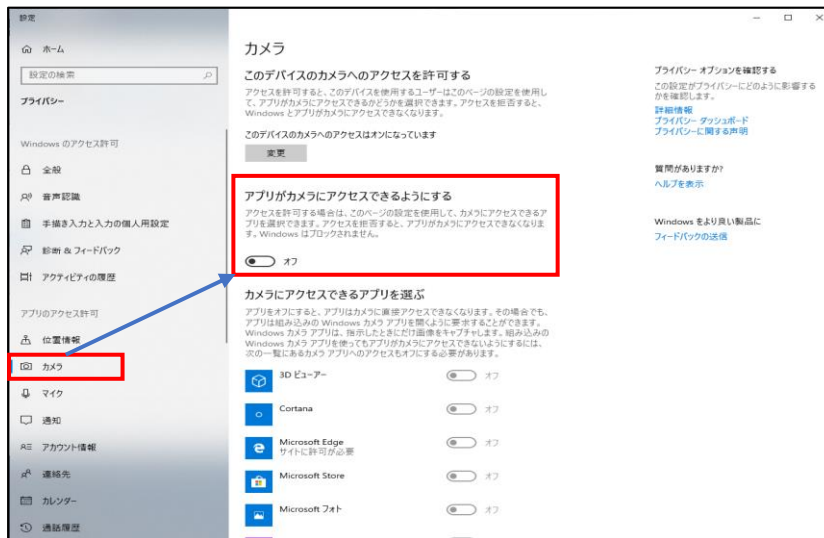 設定
ホーム
設定の検索
プライバシー
Windows のアクセス許可
全般
音声認識
手描き入力と入力の個人用設定
診断 & フィードバック
アクティビティの履歴
アプリのアクセス許可
位置情報
カメラ
マイク
通知
アカウント情報
連絡先
カレンダー
通話履歴
カメラ
このデバイスのカメラへのアクセスを許可する
アクセスを許可すると、このデバイスを使用するユーザーはこのページの設定を使用し
て、アプリがカメラにアクセスできるかどうかを選択できます。アクセスを拒否すると、
Windows とアプリがカメラにアクセスできなくなります。
このデバイスのカメラへのアクセスはオンになっています
変更
アプリがカメラにアクセスできるようにする
アクセスを許可する場合は、このページの設定を使用して、カメラにアクセスできるア
プリを選択できます。アクセスを拒否すると、アプリがカメラにアクセスできなくなりま
す。Windows はブロックされません。
オフ
カメラにアクセスできるアプリを選ぶ
アプリをオフにすると、アプリはカメラに直接アクセスできなくなります。その場合でも、
アプリは組み込みの Windows カメラ アプリを開くように要求することができます。
Windows カメラ アプリは、指示したときにだけ画像をキャプチャします。組み込みの
Windows カメラ アプリを使ってもアプリがカメラにアクセスできないようにするには、
次の一覧にあるカメラ アプリへのアクセスもオフにする必要があります。
3D ビューアー オフ
Cortana オフ
Microsoft Edge オフ
サイトに許可が必要
Microsoft Store オフ
Microsoft フォト オフ
プライバシー オプションを確認する
この設定がプライバシーにどのように影響する
かを確認します。
詳細情報
プライバシー ダッシュボード
プライバシーに関する声明
質問がありますか?
ヘルプを表示
Windows をより良い製品に
フィードバックの送信